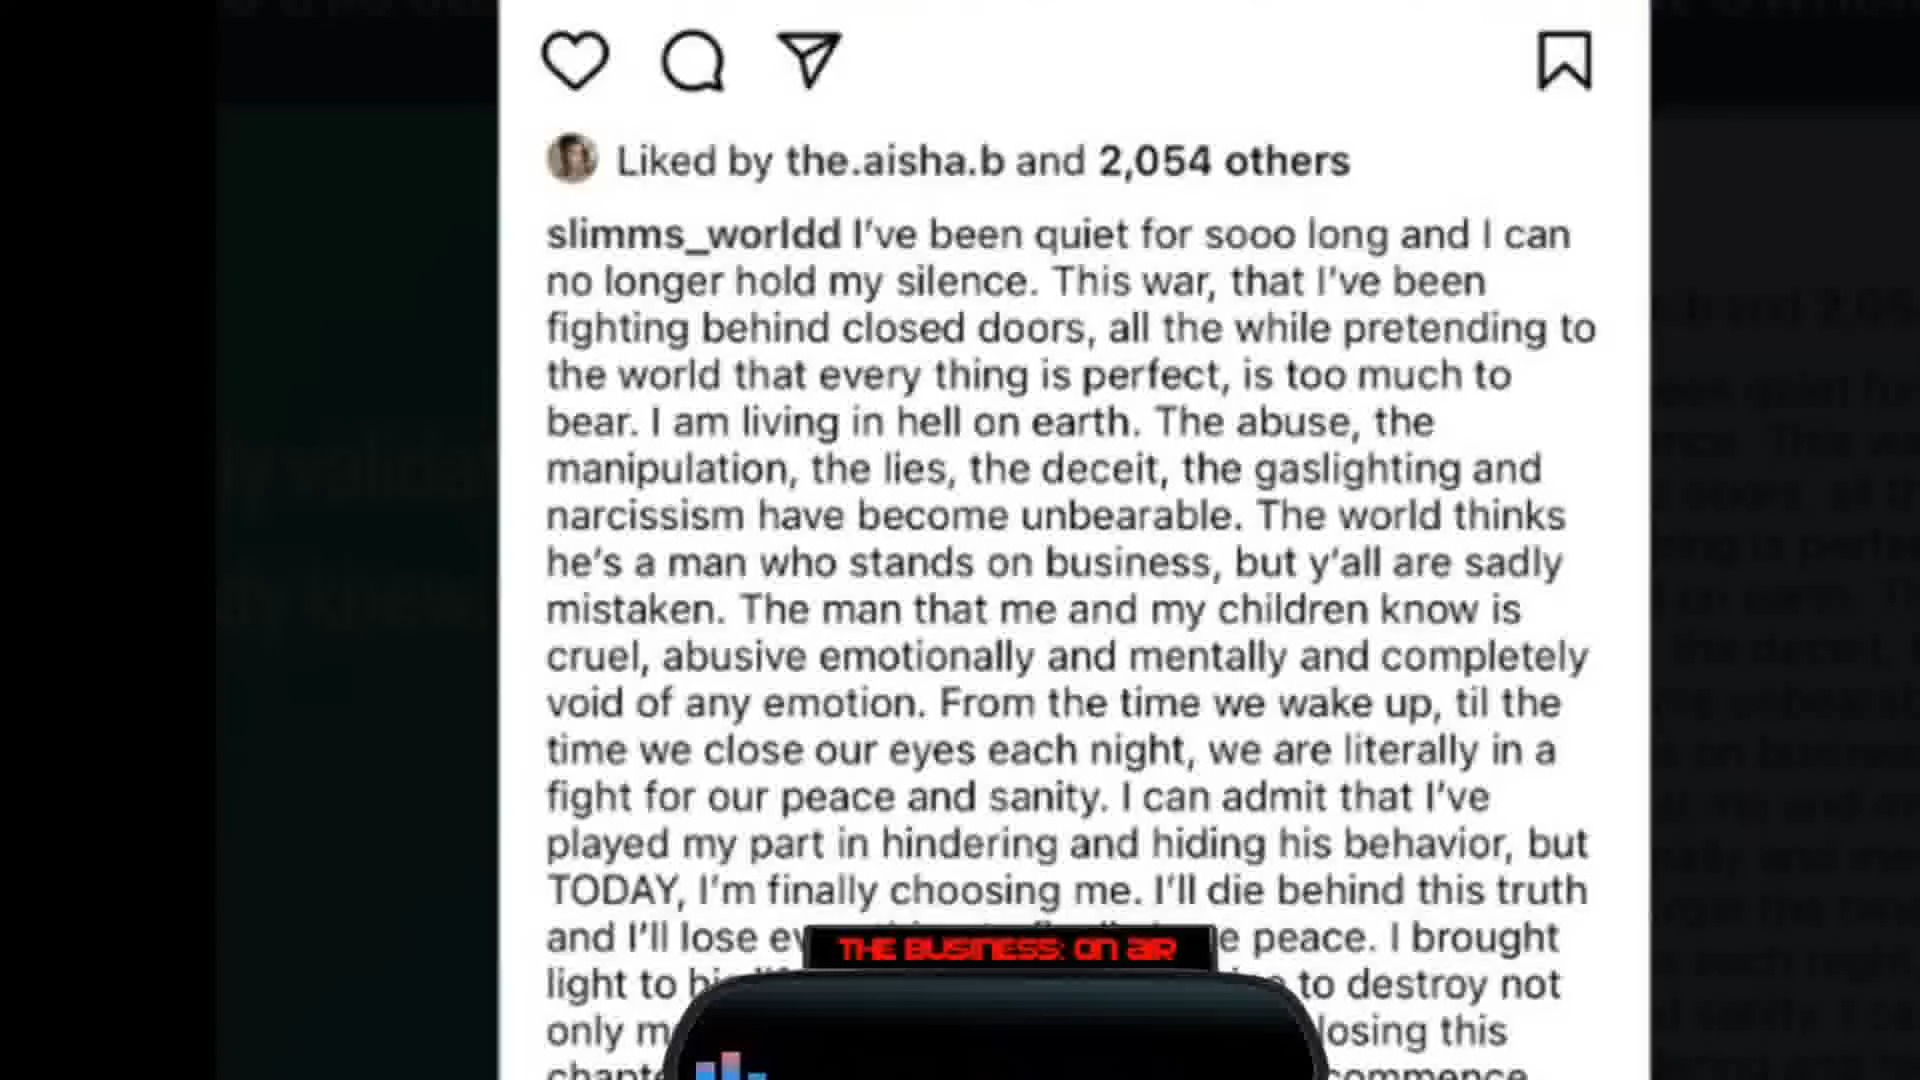 Liked by the.aisha.b and 2,054 others
slimms_worldd I've been quiet for sooo long and I can
no longer hold my silence. This war, that I've been
fighting behind closed doors, all the while pretending to
the world that every thing is perfect, is too much to
bear. I am living in hell on earth. The abuse, the
manipulation, the lies, the deceit, the gaslighting and
narcissism have become unbearable. The world thinks
he's a man who stands on business, but y'all are sadly
mistaken. The man that me and my children know is
cruel, abusive emotionally and mentally and completely
void of any emotion. From the time we wake up, til the
time we close our eyes each night, we are literally in a
fight for our peace and sanity. I can admit that I've
played my part in hindering and hiding his behavior, but
TODAY, I'm finally choosing me. I'll die behind this truth
and I'll lose peace. I brought
light to to destroy not
only losing this
commence
THE BUSINESS: ON AIR